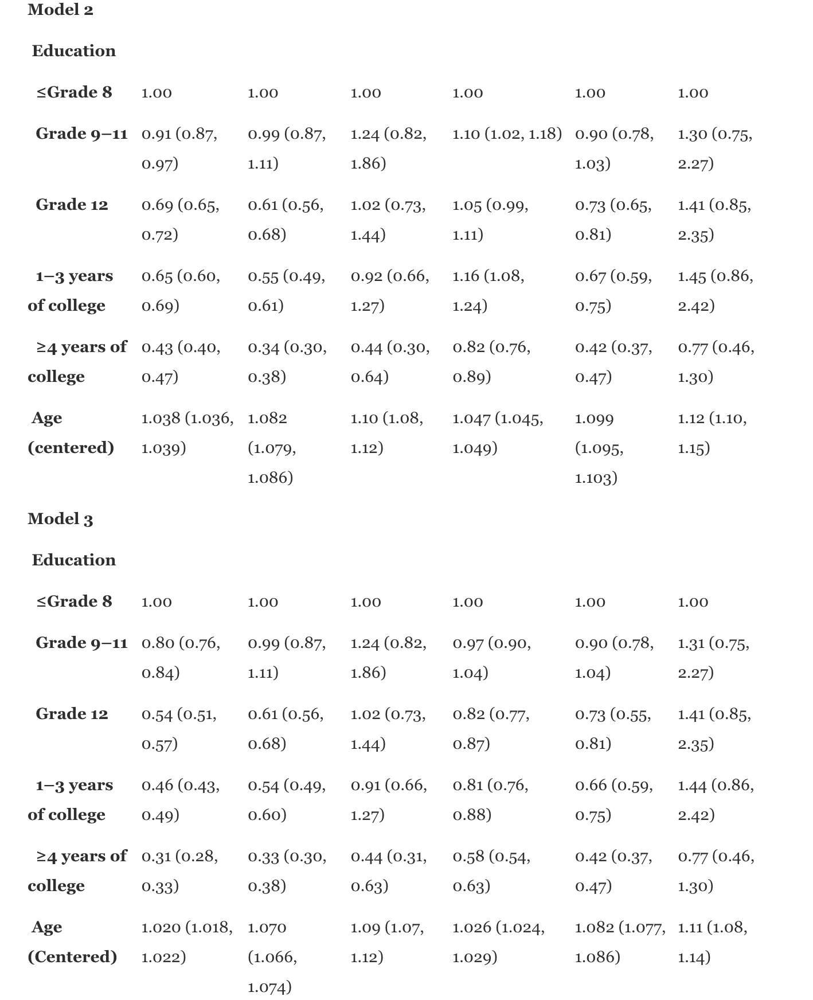 Model 2
Education
≤Grade 8 1.00 1.00 1.00 1.00 1.00 1.00
Grade 9–11 0.91 (0.87, 0.99 (0.87, 1.24 (0.82, 1.10 (1.02, 1.18) 0.90 (0.78, 1.30 (0.75,
0.97) 1.11) 1.86) 1.03) 2.27)
Grade 12 0.69 (0.65, 0.61 (0.56, 1.02 (0.73, 1.05 (0.99, 0.73 (0.65, 1.41 (0.85,
0.72) 0.68) 1.44) 1.11) 0.81) 2.35)
1–3 years 0.65 (0.60, 0.55 (0.49, 0.92 (0.66, 1.16 (1.08, 0.67 (0.59, 1.45 (0.86,
of college 0.69) 0.61) 1.27) 1.24) 0.75) 2.42)
≥4 years of 0.43 (0.40, 0.34 (0.30, 0.44 (0.30, 0.82 (0.76, 0.42 (0.37, 0.77 (0.46,
college 0.47) 0.38) 0.64) 0.89) 0.47) 1.30)
Age 1.038 (1.036, 1.082 1.10 (1.08, 1.047 (1.045, 1.099 1.12 (1.10,
(centered) 1.039) (1.079, 1.12) 1.049) (1.095, 1.15)
1.086) 1.103)
Model 3
Education
≤Grade 8 1.00 1.00 1.00 1.00 1.00 1.00
Grade 9–11 0.80 (0.76, 0.99 (0.87, 1.24 (0.82, 0.97 (0.90, 0.90 (0.78, 1.31 (0.75,
0.84) 1.11) 1.86) 1.04) 1.04) 2.27)
Grade 12 0.54 (0.51, 0.61 (0.56, 1.02 (0.73, 0.82 (0.77, 0.73 (0.55, 1.41 (0.85,
0.57) 0.68) 1.44) 0.87) 0.81) 2.35)
1–3 years 0.46 (0.43, 0.54 (0.49, 0.91 (0.66, 0.81 (0.76, 0.66 (0.59, 1.44 (0.86,
of college 0.49) 0.60) 1.27) 0.88) 0.75) 2.42)
≥4 years of 0.31 (0.28, 0.33 (0.30, 0.44 (0.31, 0.58 (0.54, 0.42 (0.37, 0.77 (0.46,
college 0.33) 0.38) 0.63) 0.63) 0.47) 1.30)
Age 1.020 (1.018, 1.070 1.09 (1.07, 1.026 (1.024, 1.082 (1.077, 1.11 (1.08,
(Centered) 1.022) (1.066, 1.12) 1.029) 1.086) 1.14)
1.074)